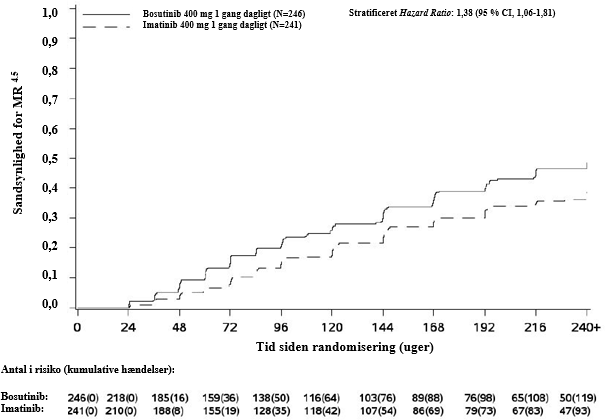 Bosutinib 400 mg 1 gang dagligt (N=246)
Imatinib 400 mg 1 gang dagligt (N=241)
Stratificeret Hazard Ratio: 1,38 (95 % CI, 1,06-1,81)
Sandsynlighed for MR 4.5
1,0
0,9
0,8
0,7
0,6
0,5
0,4
0,3
0,2
0,1
0,0
0 24 48 72 96 120 144 168 192 216 240+
Tid siden randomisering (uger)
Antal i risiko (kumulative hændelser):
Bosutinib: 246(0) 218(0) 185(16) 159(36) 138(50) 116(64) 103(76) 89(88) 76(98) 65(108) 50(119)
Imatinib: 241(0) 210(0) 188(8) 155(19) 128(35) 118(42) 107(54) 86(69) 79(73) 67(83) 47(93)